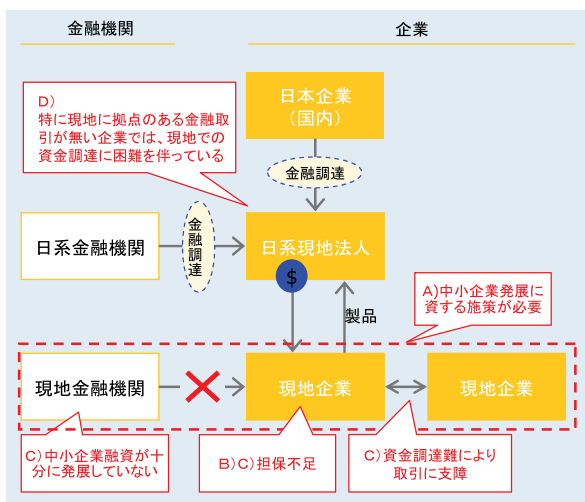 金融機関
企業
D)
特に現地に拠点のある金融取
引が無い企業では、現地での
資金調達に困難を伴っている
日本企業
(国内)
金融調達
日系金融機関
金融調達
日系現地法人
$
製品
A)中小企業発展に
資する施策が必要
現地金融機関
現地企業
現地企業
C)中小企業融資が十
分に発展していない
B)C)担保不足
C)資金調達難により
取引に支障